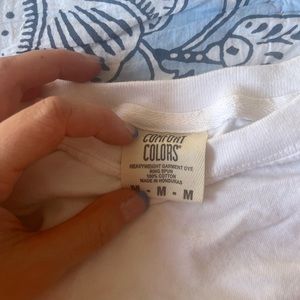 COMFORT
COLORS®
HEAVYWEIGHT GARMENT DYE
RING SPUN
100% COTTON
MADE IN HONDURAS
M - M - M